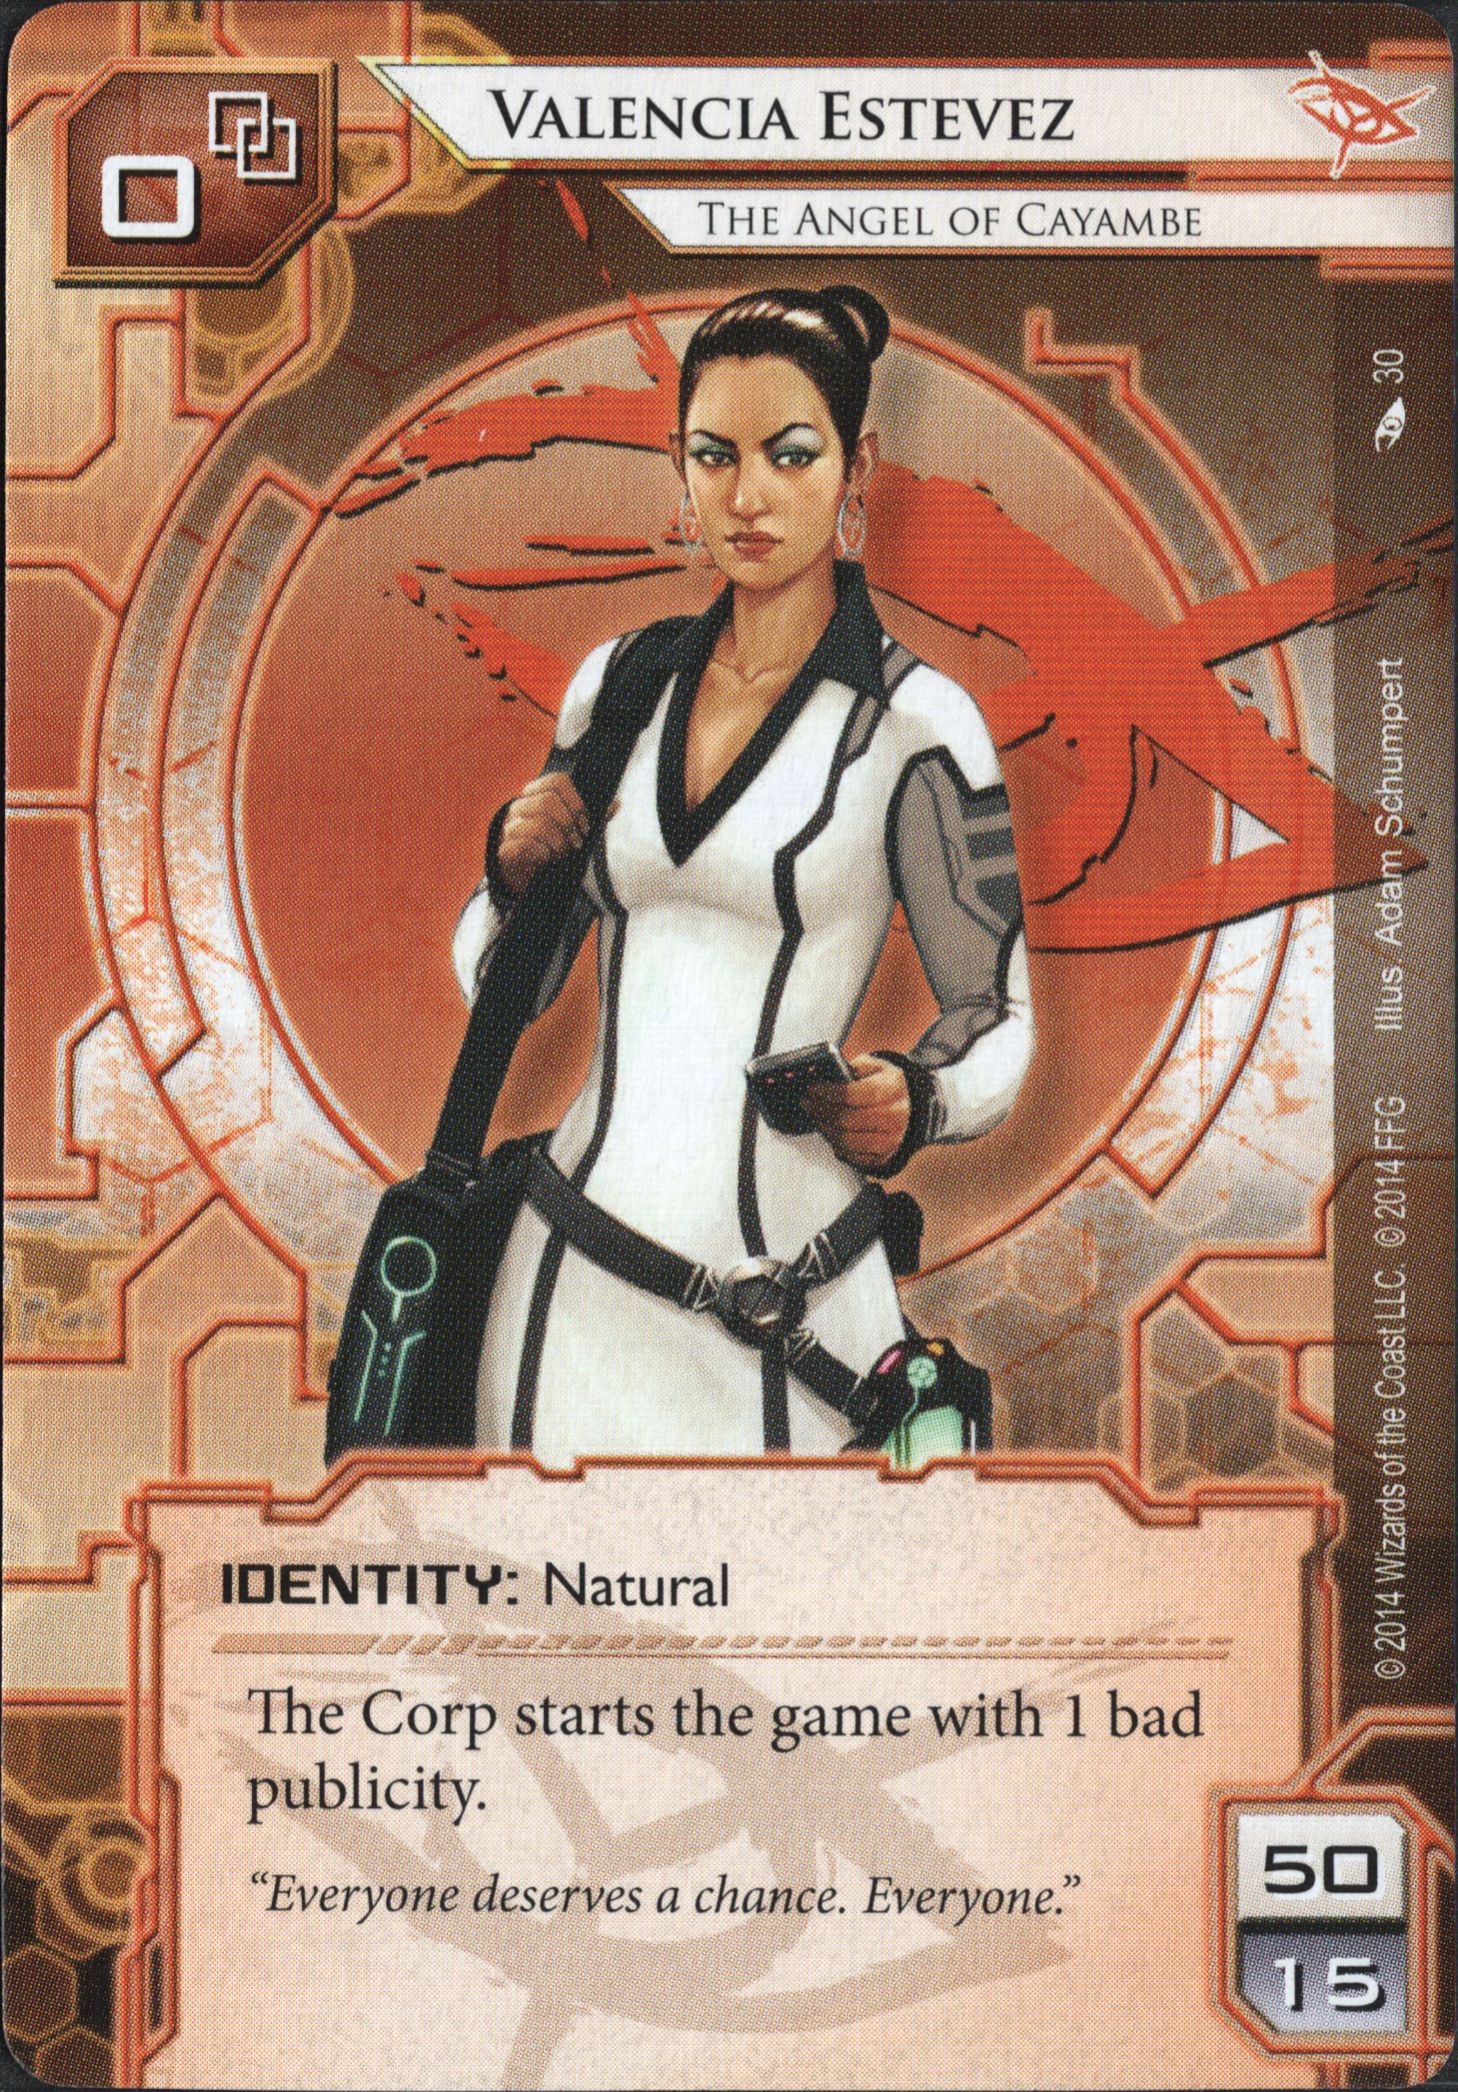 0
VALENCIA ESTEVEZ
THE ANGEL OF CAYAMBE
30
Illus. Adam Schumpert
© 2014 Wizards of the Coast LLC. © 2014 FFG
IDENTITY: Natural
The Corp starts the game with 1 bad
publicity.
“Everyone deserves a chance. Everyone.”
50
15